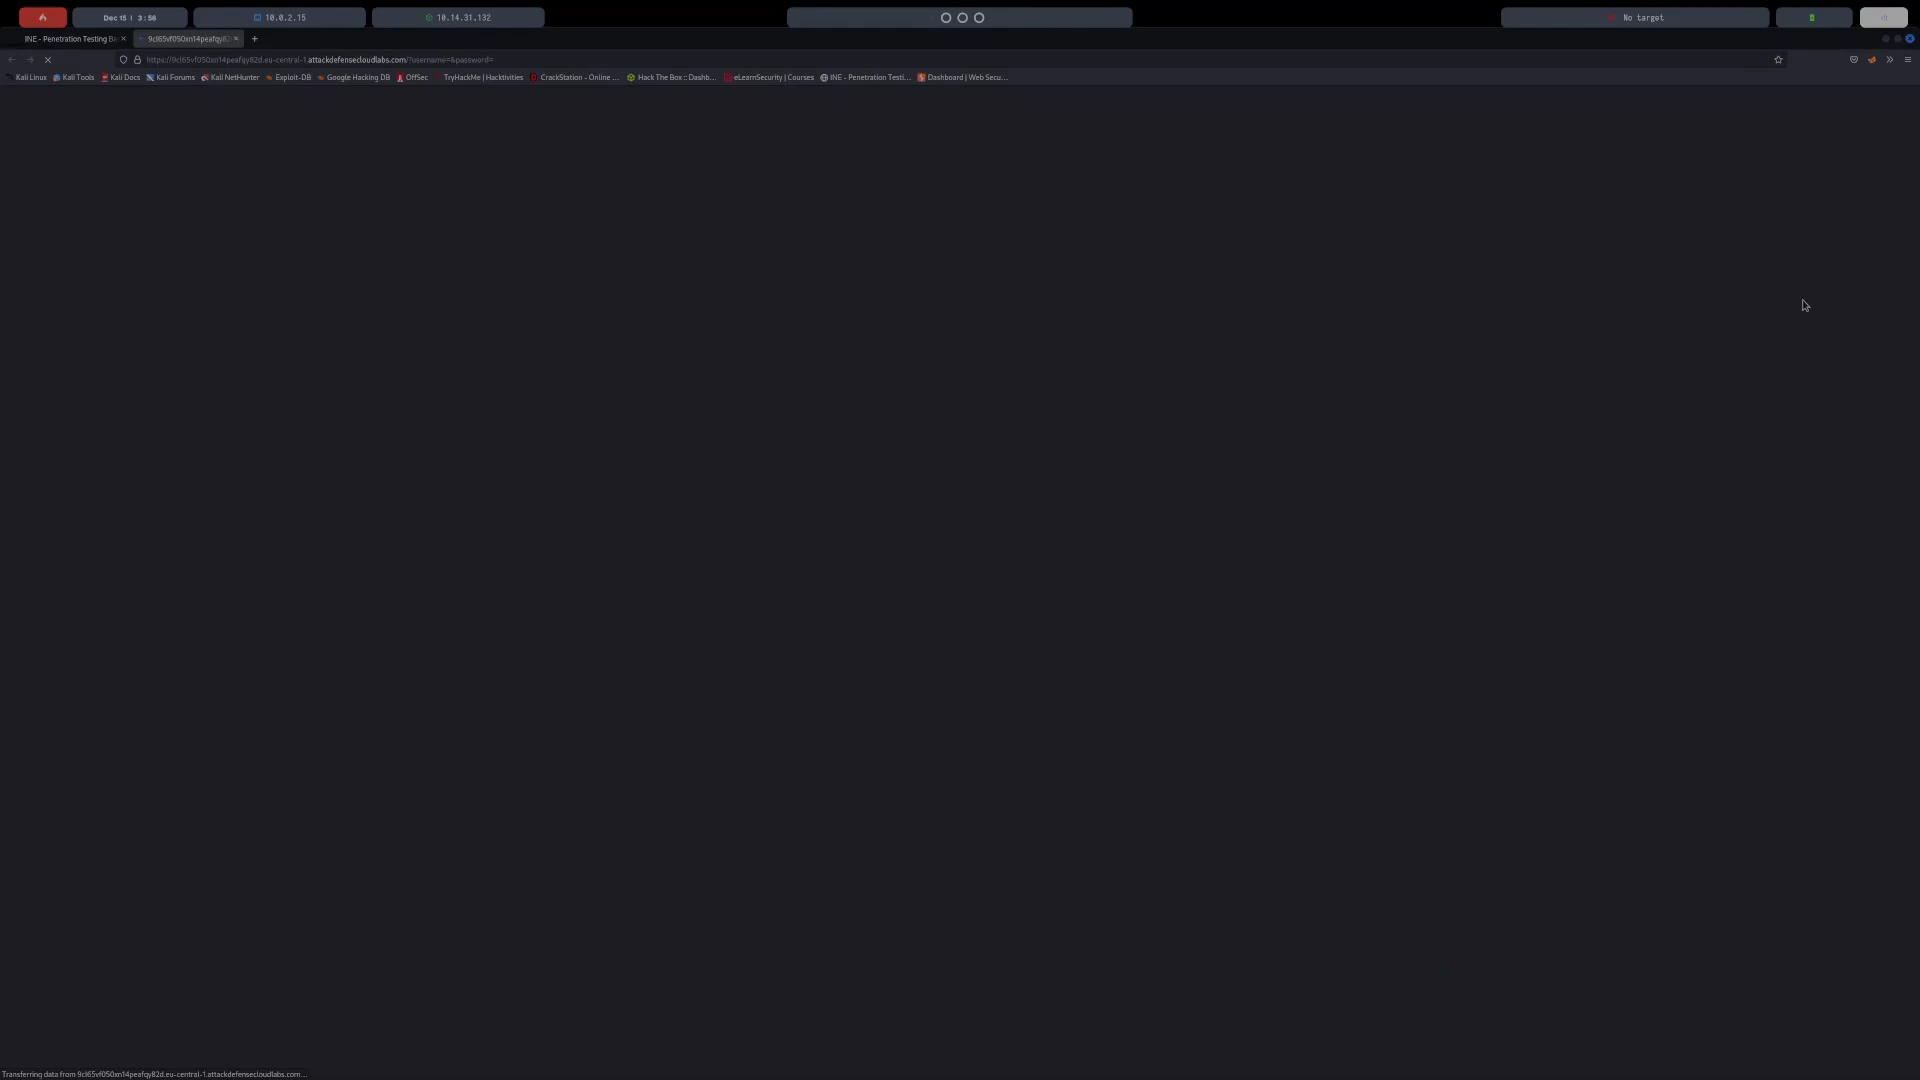 Dec 15 | 3:56
10.0.2.15
10.14.31.132
No target
INE - Penetration Testing Ba
9cl65vf050xn14peafqy82
https://9cl65vf050xn14peafqy82d.eu-central-1.attackdefensecloudlabs.com/?username=&password=
Kali Linux Kali Tools Kali Docs Kali Forums Kali NetHunter Exploit-DB Google Hacking DB OffSec TryHackMe | Hacktivities CrackStation - Online ... Hack The Box :: Dashb... eLearnSecurity | Courses INE - Penetration Testi... Dashboard | Web Secu...
Transferring data from 9cl65vf050xn14peafqy82d.eu-central-1.attackdefensecloudlabs.com...